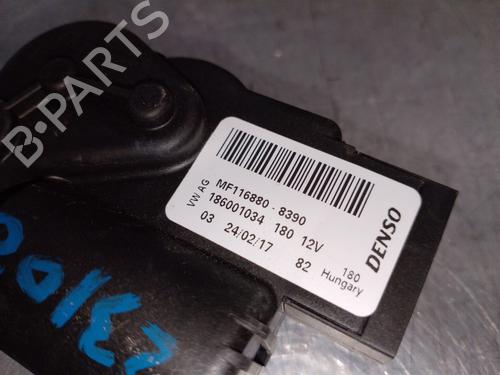 B·PARTS
VW AG
MF116880 - 8390
186001034 180 12V
03 24/02/17
82
180
Hungary
DENSO